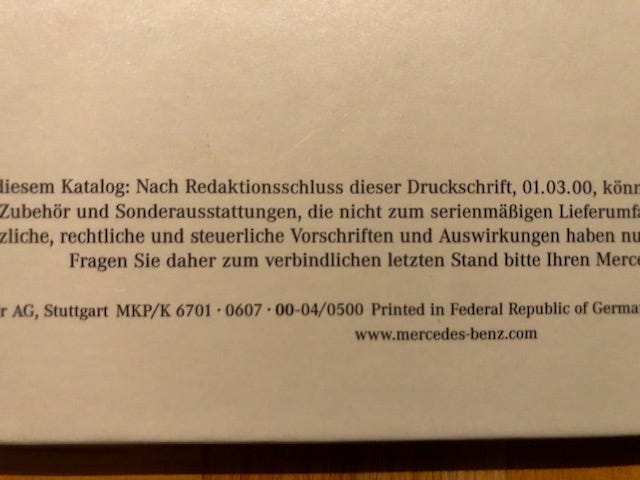 diesem Katalog: Nach Redaktionsschluss dieser Druckschrift, 01.03.00, könn
Zubehör und Sonderausstattungen, die nicht zum serienmäßigen Lieferumfa
zliche, rechtliche und steuerliche Vorschriften und Auswirkungen haben nu
Fragen Sie daher zum verbindlichen letzten Stand bitte Ihren Merce
r AG, Stuttgart MKP/K 6701 · 0607 · 00-04/0500 Printed in Federal Republic of Germa
www.mercedes-benz.com